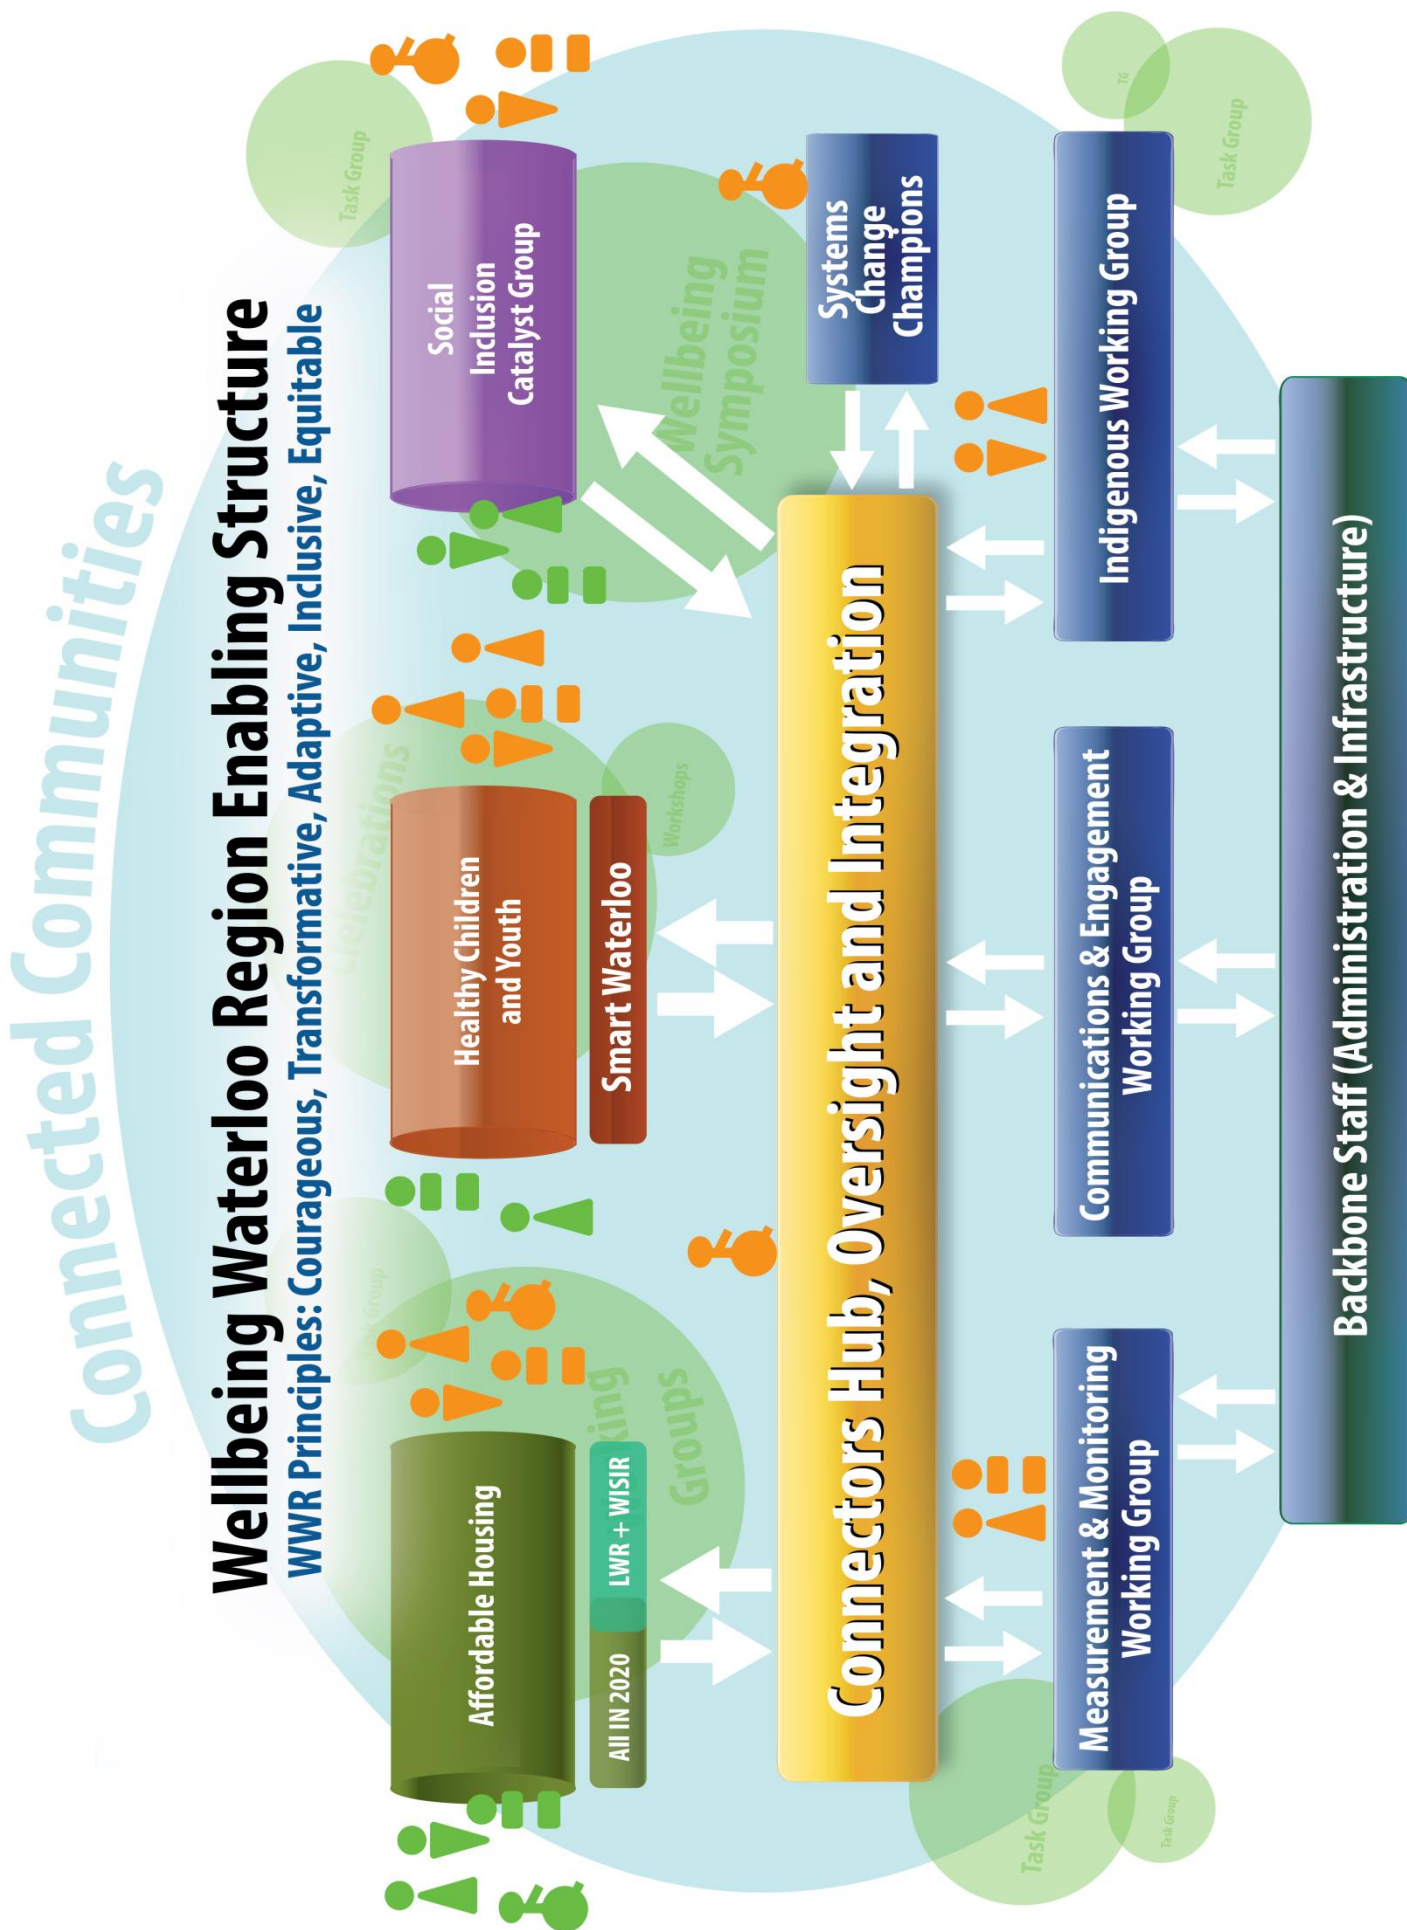 Connected Communities
Wellbeing Waterloo Region Enabling Structure
WWR Principles: Courageous, Transformative, Adaptive, Inclusive, Equitable
Task Group
Celebrations
Task Group
Affordable Housing
Healthy Children
and Youth
Social
Inclusion
Catalyst Group
All IN 2020
LWR + WISIR
Smart Waterloo
Groups
Workshops
Wellbeing
Symposium
Connectors Hub, Oversight and Integration
Systems
Change
Champions
Task Group
Task Group
Measurement & Monitoring
Working Group
Communications & Engagement
Working Group
Indigenous Working Group
TG
Task Group
Backbone Staff (Administration & Infrastructure)